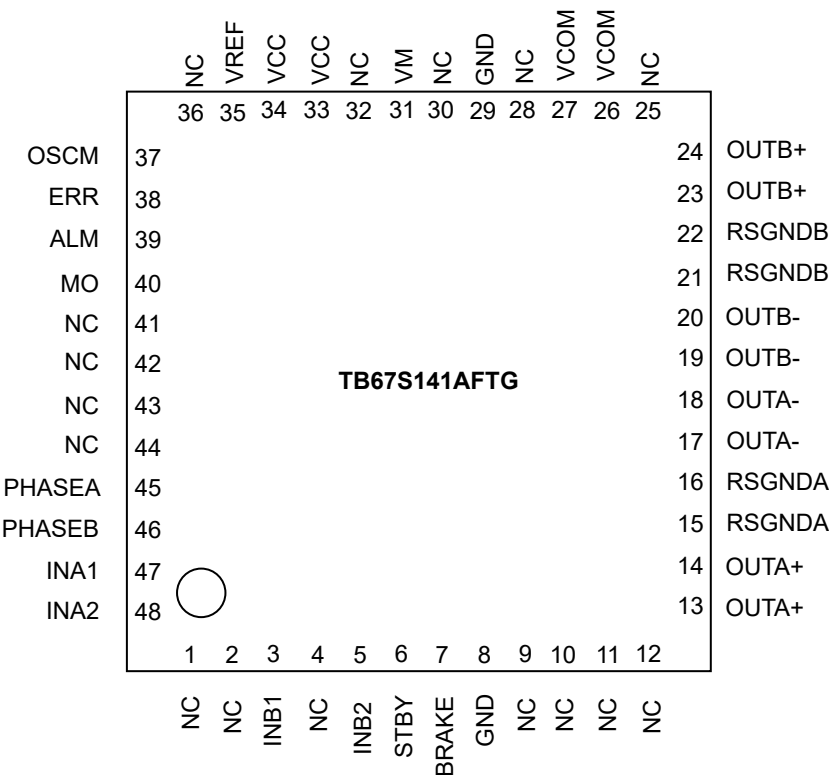 NC VREF VCC VCC NC VM NC GND NC VCOM VCOM NC
36 35 34 33 32 31 30 29 28 27 26 25
OSCM 37
ERR 38
ALM 39
MO 40
NC 41
NC 42
NC 43
NC 44
PHASEA 45
PHASEB 46
INA1 47
INA2 48
TB67S141AFTG
24 OUTB+
23 OUTB+
22 RSGNDB
21 RSGNDB
20 OUTB-
19 OUTB-
18 OUTA-
17 OUTA-
16 RSGNDA
15 RSGNDA
14 OUTA+
13 OUTA+
1 2 3 4 5 6 7 8 9 10 11 12
NC NC INB1 NC INB2 STBY BRAKE GND NC NC NC NC